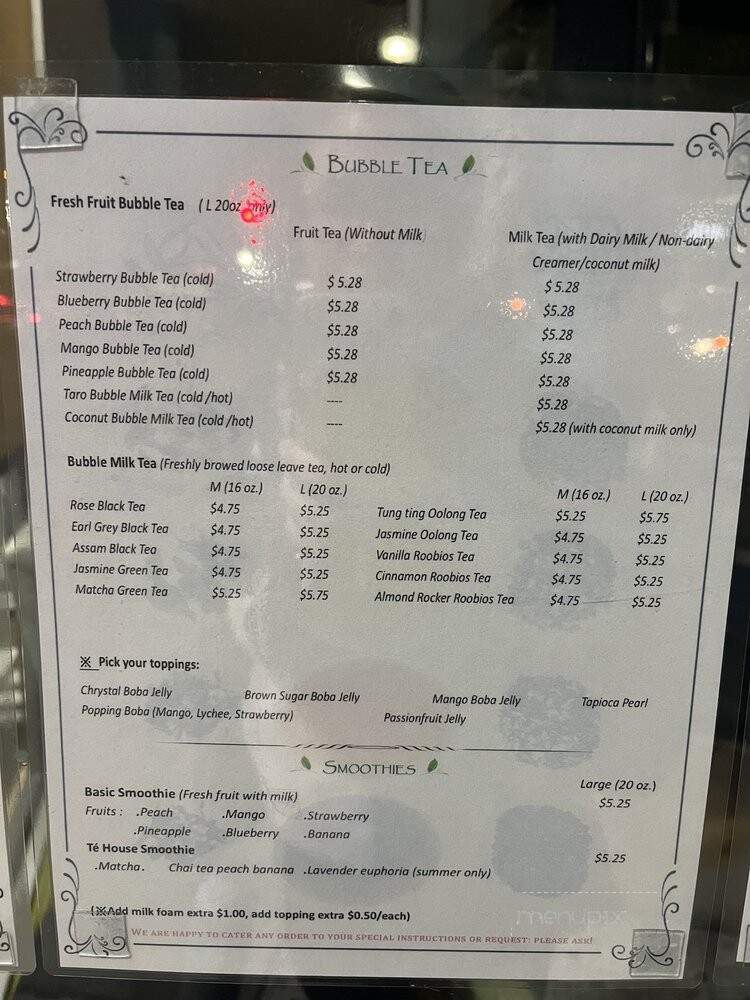 BUBBLE TEA
Fresh Fruit Bubble Tea (L 20oz only)
Fruit Tea (Without Milk Milk Tea (with Dairy Milk / Non-dairy
Creamer/coconut milk)
Strawberry Bubble Tea (cold) $ 5.28 $ 5.28
Blueberry Bubble Tea (cold) $5.28 $5.28
Peach Bubble Tea (cold) $5.28 $5.28
Mango Bubble Tea (cold) $5.28 $5.28
Pineapple Bubble Tea (cold) $5.28 $5.28
Taro Bubble Milk Tea (cold /hot) ---- $5.28
Coconut Bubble Milk Tea (cold /hot) ---- $5.28 (with coconut milk only)
Bubble Milk Tea (Freshly browed loose leave tea, hot or cold)
M (16 oz.) L (20 oz.) M (16 oz.) L (20 oz.)
Rose Black Tea $4.75 $5.25 Tung ting Oolong Tea $5.25 $5.75
Earl Grey Black Tea $4.75 $5.25 Jasmine Oolong Tea $4.75 $5.25
Assam Black Tea $4.75 $5.25 Vanilla Roobios Tea $4.75 $5.25
Jasmine Green Tea $4.75 $5.25 Cinnamon Roobios Tea $4.75 $5.25
Matcha Green Tea $5.25 $5.75 Almond Rocker Roobios Tea $4.75 $5.25
※ Pick your toppings:
Chrystal Boba Jelly Brown Sugar Boba Jelly Mango Boba Jelly Tapioca Pearl
Popping Boba (Mango, Lychee, Strawberry) Passionfruit Jelly
SMOOTHIES
Large (20 oz.)
Basic Smoothie (Fresh fruit with milk) $5.25
Fruits : .Peach .Mango .Strawberry
.Pineapple .Blueberry .Banana
Té House Smoothie $5.25
.Matcha. Chai tea peach banana .Lavender euphoria (summer only)
(※Add milk foam extra $1.00, add topping extra $0.50/each)
WE ARE HAPPY TO CATER ANY ORDER TO YOUR SPECIAL INSTRUCTIONS OR REQUEST: PLEASE ASK!
menupix